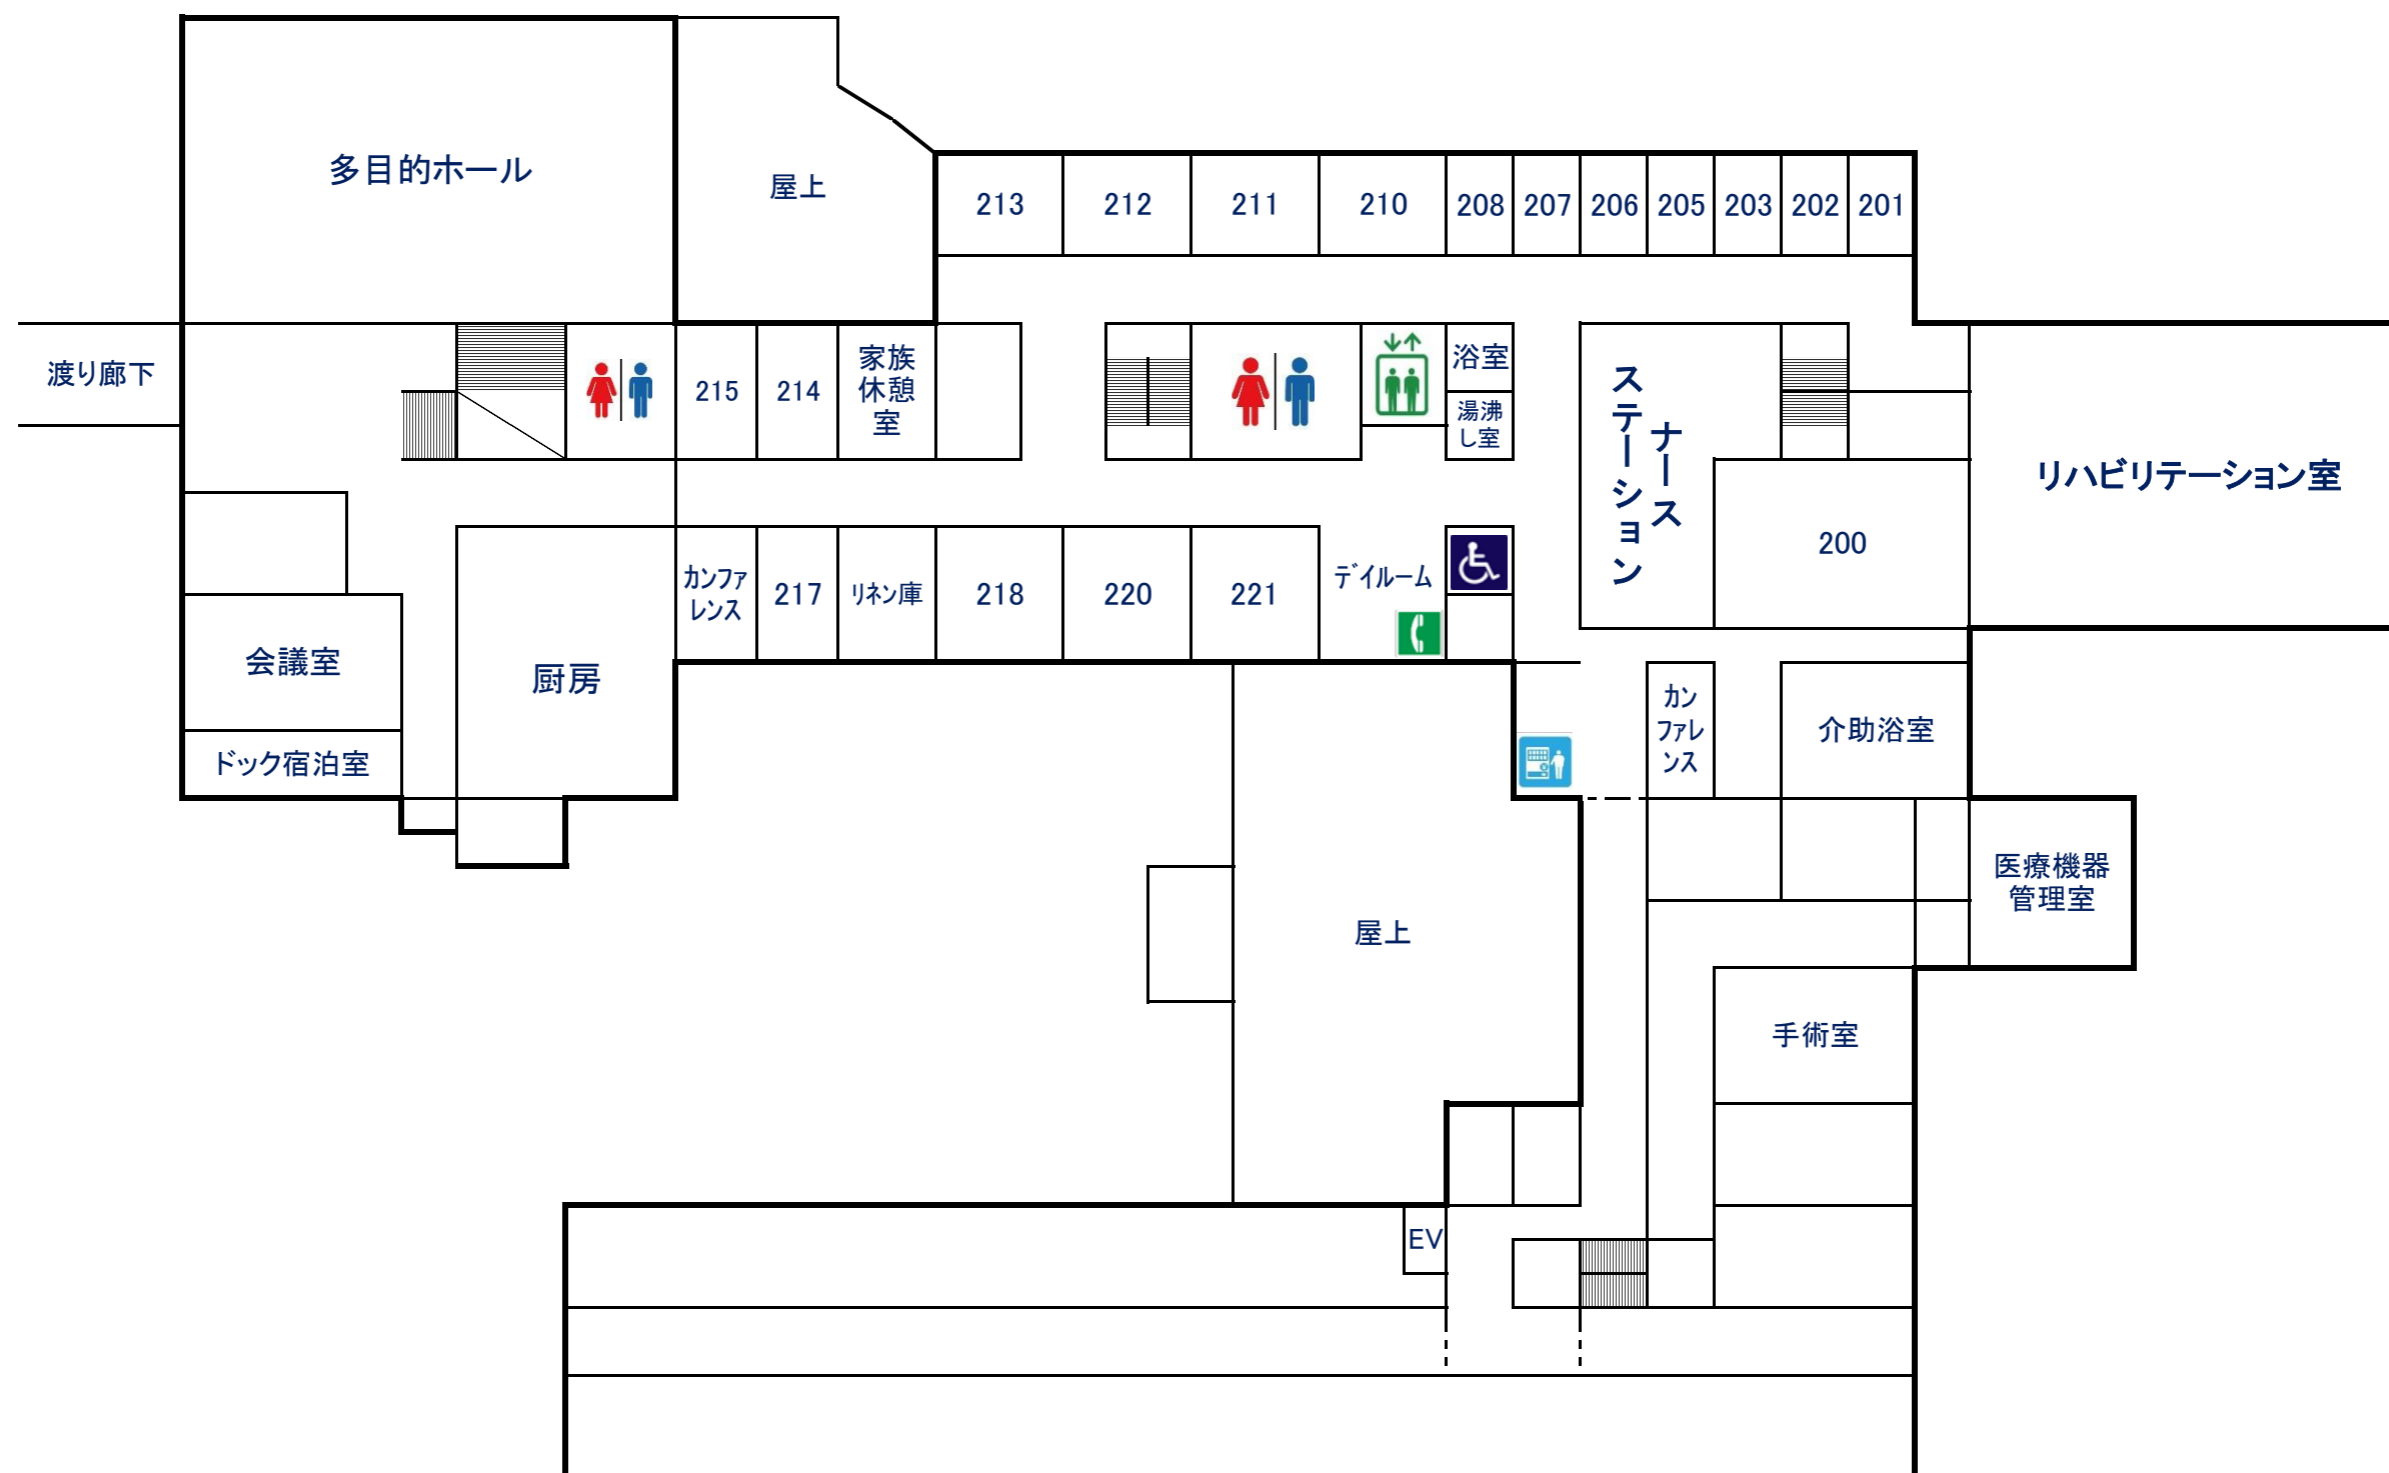 多目的ホール
屋上
213
212
211
210
208
207
206
205
203
202
201
渡り廊下
215
214
家族
休憩
室
浴室
湯沸
し室
ナース
ステーション
リハビリテーション室
200
カンファ
レンス
217
リネン庫
218
220
221
デイルーム
会議室
厨房
カン
ファレ
ンス
介助浴室
ドック宿泊室
医療機器
管理室
屋上
手術室
EV